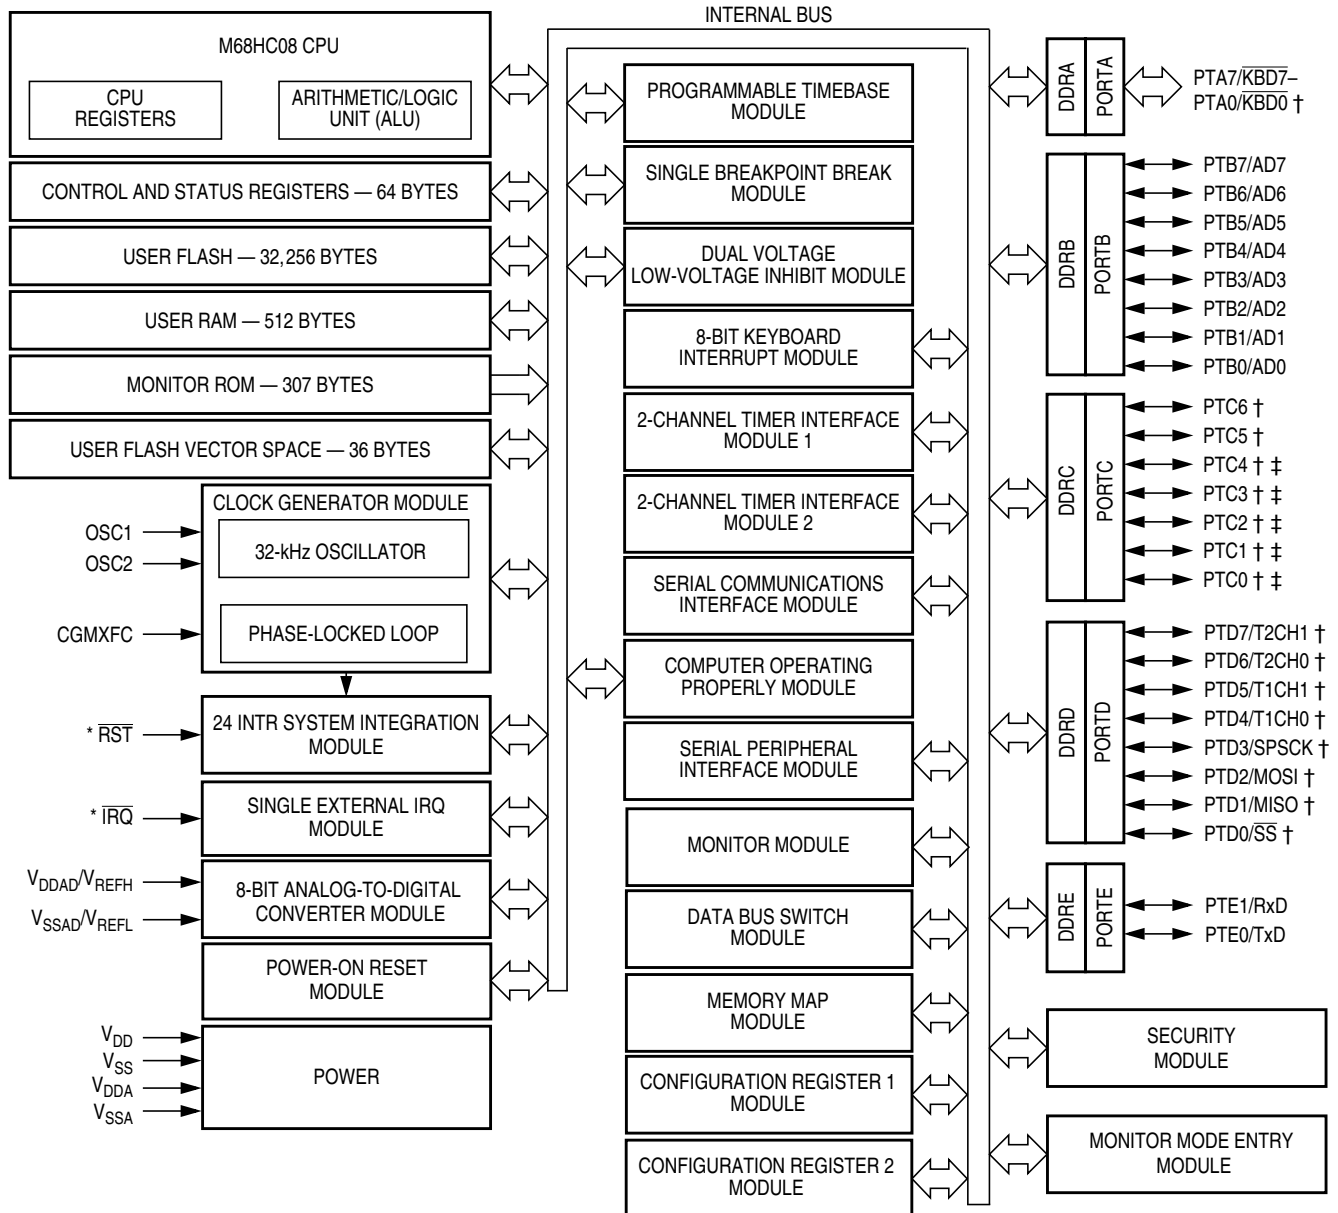 INTERNAL BUS
M68HC08 CPU
CPU
REGISTERS
ARITHMETIC/LOGIC
UNIT (ALU)
CONTROL AND STATUS REGISTERS — 64 BYTES
USER FLASH — 32,256 BYTES
USER RAM — 512 BYTES
MONITOR ROM — 307 BYTES
USER FLASH VECTOR SPACE — 36 BYTES
CLOCK GENERATOR MODULE
OSC1
OSC2
32-kHz OSCILLATOR
CGMXFC
PHASE-LOCKED LOOP
* RST
24 INTR SYSTEM INTEGRATION
MODULE
* IRQ
SINGLE EXTERNAL IRQ
MODULE
VDDAD/VREFH
VSSAD/VREFL
8-BIT ANALOG-TO-DIGITAL
CONVERTER MODULE
POWER-ON RESET
MODULE
VDD
VSS
VDDA
VSSA
POWER
PROGRAMMABLE TIMEBASE
MODULE
SINGLE BREAKPOINT BREAK
MODULE
DUAL VOLTAGE
LOW-VOLTAGE INHIBIT MODULE
8-BIT KEYBOARD
INTERRUPT MODULE
2-CHANNEL TIMER INTERFACE
MODULE 1
2-CHANNEL TIMER INTERFACE
MODULE 2
SERIAL COMMUNICATIONS
INTERFACE MODULE
COMPUTER OPERATING
PROPERLY MODULE
SERIAL PERIPHERAL
INTERFACE MODULE
MONITOR MODULE
DATA BUS SWITCH
MODULE
MEMORY MAP
MODULE
CONFIGURATION REGISTER 1
MODULE
CONFIGURATION REGISTER 2
MODULE
DDRA
PORTA
PTA7/KBD7–
PTA0/KBD0 †
DDRB
PORTB
PTB7/AD7
PTB6/AD6
PTB5/AD5
PTB4/AD4
PTB3/AD3
PTB2/AD2
PTB1/AD1
PTB0/AD0
DDRC
PORTC
PTC6 †
PTC5 †
PTC4 † ‡
PTC3 † ‡
PTC2 † ‡
PTC1 † ‡
PTC0 † ‡
DDRD
PORTD
PTD7/T2CH1 †
PTD6/T2CH0 †
PTD5/T1CH1 †
PTD4/T1CH0 †
PTD3/SPSCK †
PTD2/MOSI †
PTD1/MISO †
PTD0/SS †
DDRE
PORTE
PTE1/RxD
PTE0/TxD
SECURITY
MODULE
MONITOR MODE ENTRY
MODULE